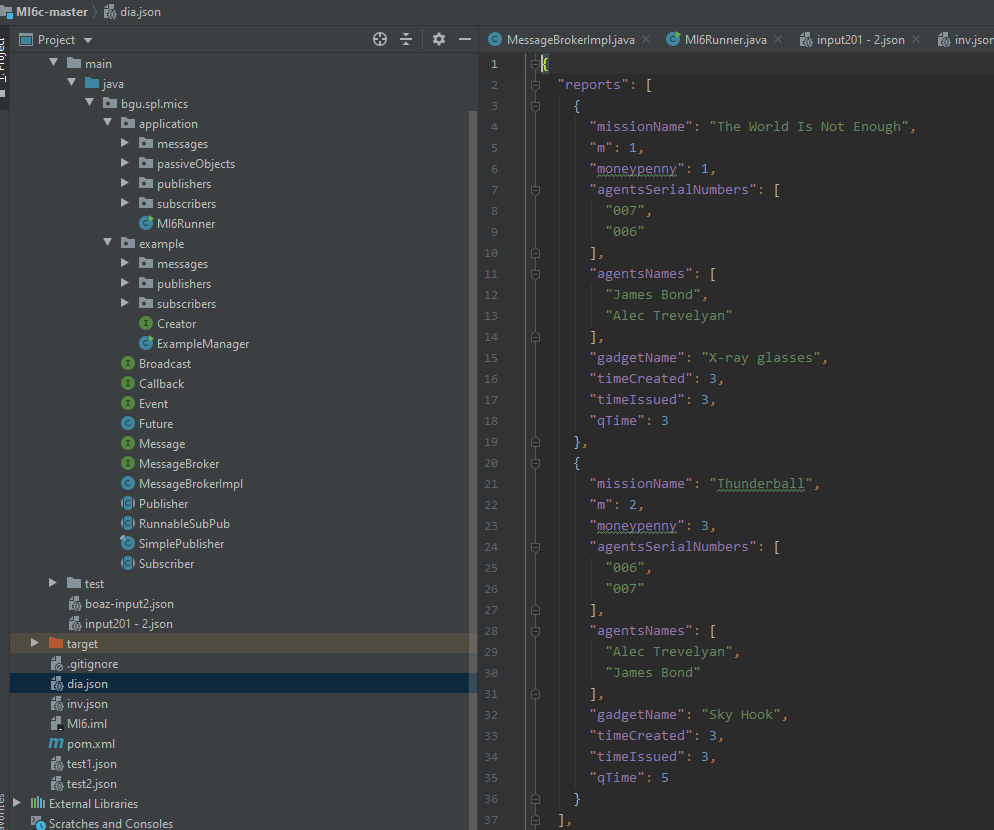 MI6c-master
dia.json
Project
1: Project
MessageBrokerImpl.java
MI6Runner.java
input201 - 2.json
inv.json
main
java
bgu.spl.mics
application
messages
passiveObjects
publishers
subscribers
MI6Runner
example
messages
publishers
subscribers
Creator
ExampleManager
Broadcast
Callback
Event
Future
Message
MessageBroker
MessageBrokerImpl
Publisher
RunnableSubPub
SimplePublisher
Subscriber
test
boaz-input2.json
input201 - 2.json
target
.gitignore
dia.json
inv.json
MI6.iml
pom.xml
test1.json
test2.json
External Libraries
Scratches and Consoles
1 {
2 "reports": [
3 {
4 "missionName": "The World Is Not Enough",
5 "m": 1,
6 "moneypenny": 1,
7 "agentsSerialNumbers": [
8 "007",
9 "006"
10 ],
11 "agentsNames": [
12 "James Bond",
13 "Alec Trevelyan"
14 ],
15 "gadgetName": "X-ray glasses",
16 "timeCreated": 3,
17 "timeIssued": 3,
18 "qTime": 3
19 },
20 {
21 "missionName": "Thunderball",
22 "m": 2,
23 "moneypenny": 3,
24 "agentsSerialNumbers": [
25 "006",
26 "007"
27 ],
28 "agentsNames": [
29 "Alec Trevelyan",
30 "James Bond"
31 ],
32 "gadgetName": "Sky Hook",
33 "timeCreated": 3,
34 "timeIssued": 3,
35 "qTime": 5
36 }
37 ],